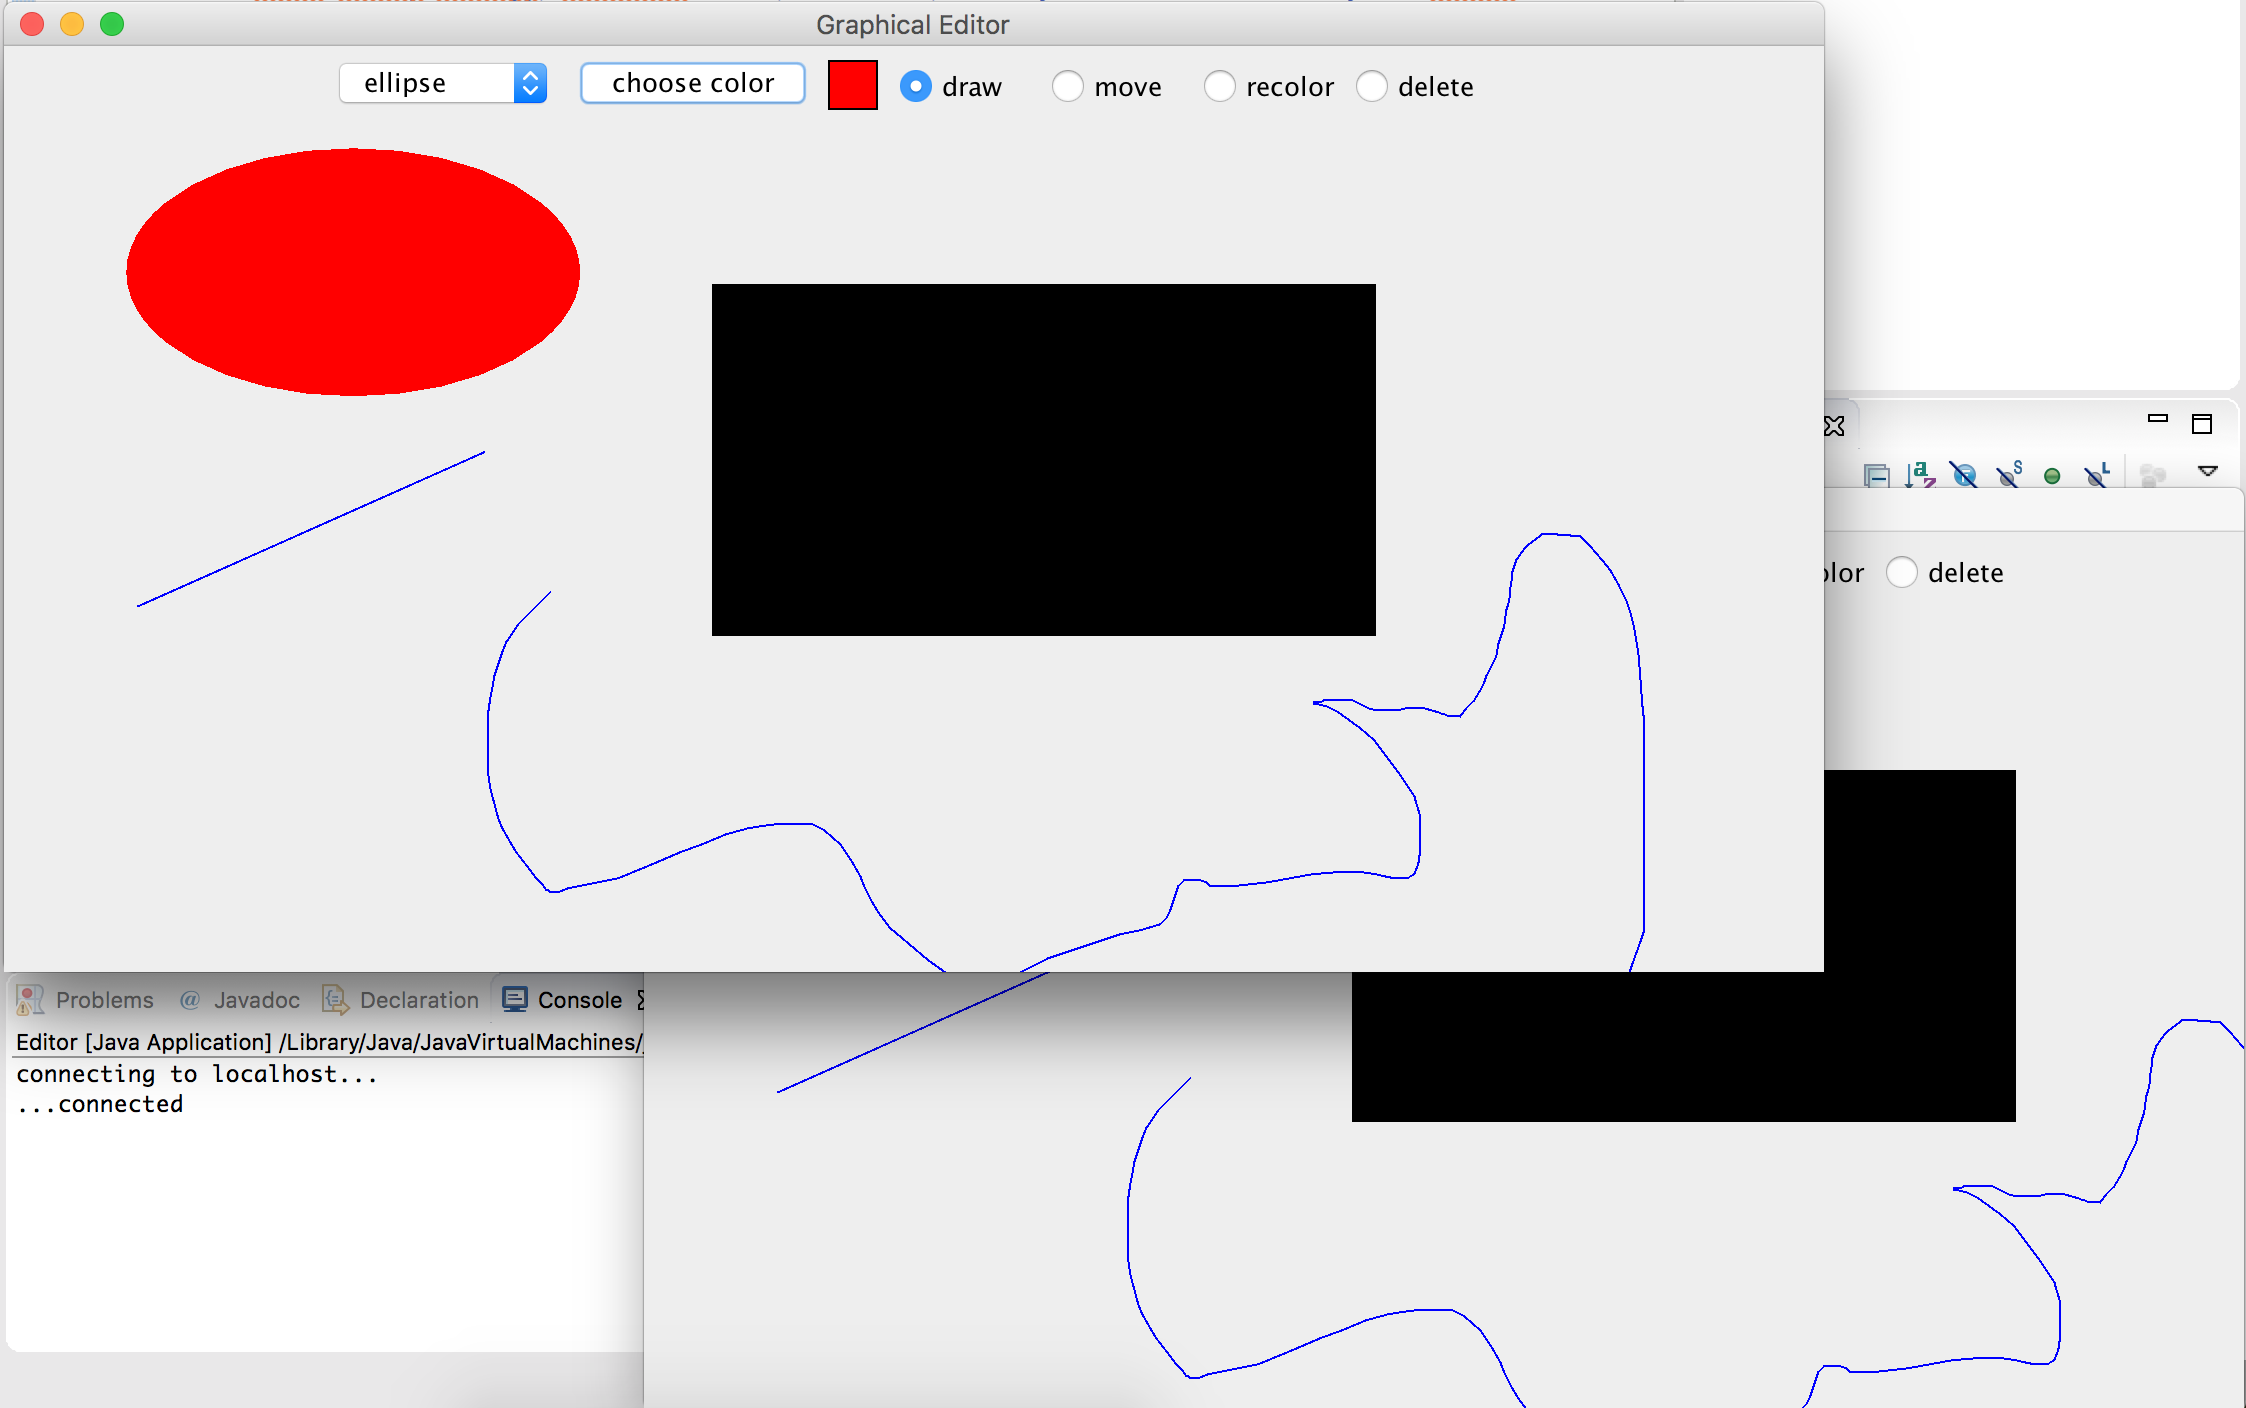 Graphical Editor
ellipse choose color draw move recolor delete
delete
Problems @ Javadoc Declaration Console
Editor [Java Application] /Library/Java/JavaVirtualMachines/
connecting to localhost...
...connected